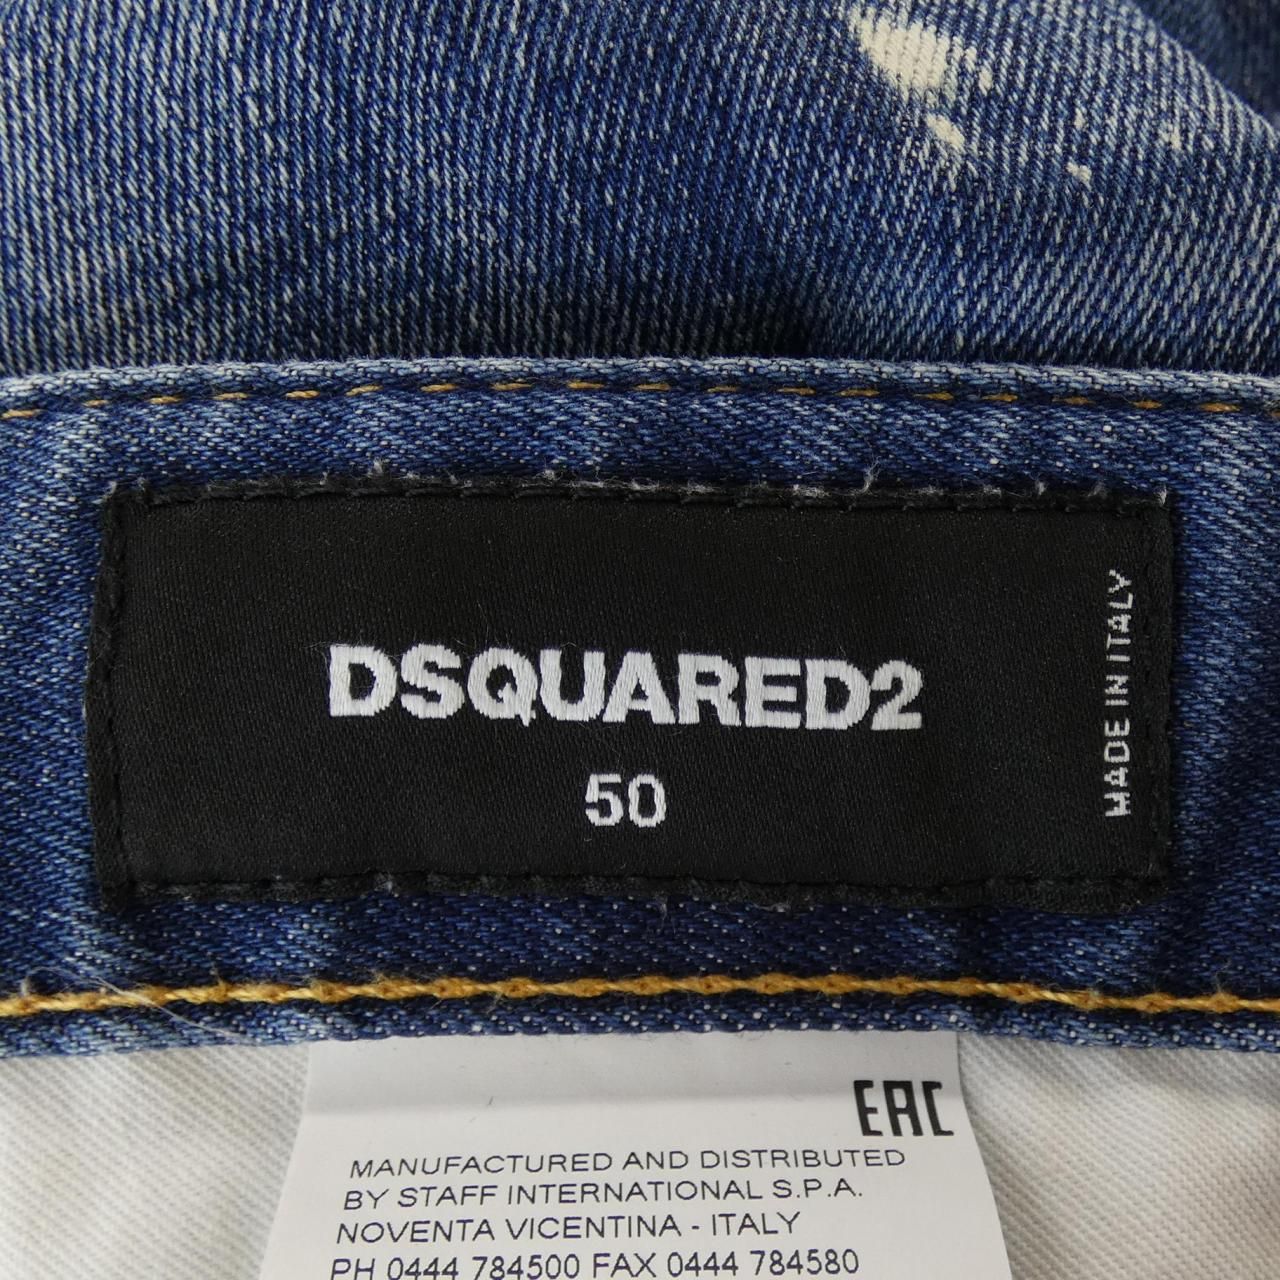 DSQUARED2
50
MADE IN ITALY
EAC
MANUFACTURED AND DISTRIBUTED
BY STAFF INTERNATIONAL S.P.A.
NOVENTA VICENTINA - ITALY
PH 0444 784500 FAX 0444 784580